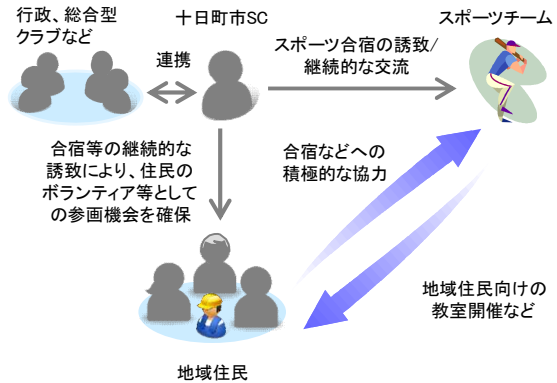 行政、総合型
クラブなど
十日町市SC
スポーツチーム
連携
スポーツ合宿の誘致/
継続的な交流
合宿等の継続的な
誘致により、住民の
ボランティア等として
の参画機会を確保
合宿などへの
積極的な協力
地域住民向けの
教室開催など
地域住民